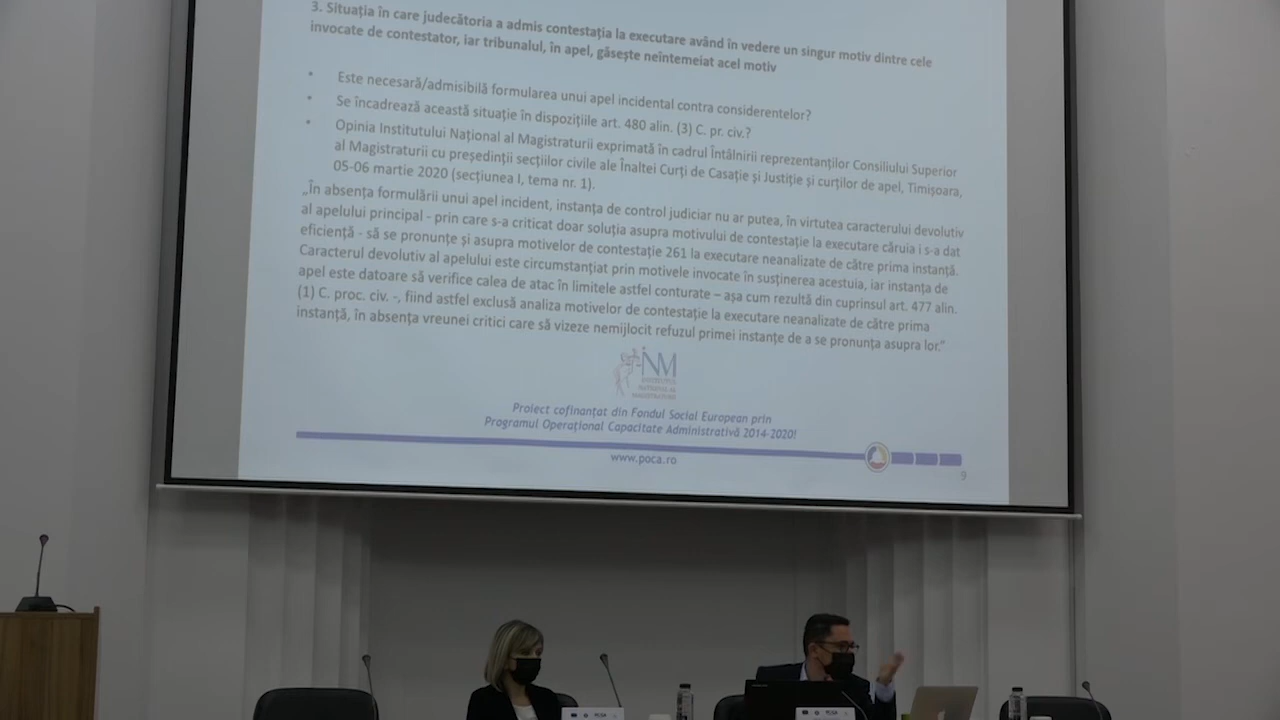 3. Situația în care judecătoria a admis contestația la executare având în vedere un singur motiv dintre cele
invocate de contestator, iar tribunalul, în apel, găsește neîntemeiat acel motiv
• Este necesară/admisibilă formularea unui apel incidental contra considerentelor?
• Se încadrează această situație în dispozițiile art. 480 alin. (3) C. pr. civ.?
• Opinia Institutului Național al Magistraturii exprimată în cadrul Întâlnirii reprezentanților Consiliului Superior
al Magistraturii cu președinții secțiilor civile ale Înaltei Curți de Casație și Justiție și curților de apel, Timișoara,
05-06 martie 2020 (secțiunea I, tema nr. 1).
„În absența formulării unui apel incident, instanța de control judiciar nu ar putea, în virtutea caracterului devolutiv
al apelului principal - prin care s-a criticat doar soluția asupra motivului de contestație la executare căruia i s-a dat
eficiență - să se pronunțe și asupra motivelor de contestație 261 la executare neanalizate de către prima instanță.
Caracterul devolutiv al apelului este circumstanțiat prin motivele invocate în susținerea acestuia, iar instanța de
apel este datoare să verifice calea de atac în limitele astfel conturate – așa cum rezultă din cuprinsul art. 477 alin.
(1) C. proc. civ. -, fiind astfel exclusă analiza motivelor de contestație la executare neanalizate de către prima
instanță, în absența vreunei critici care să vizeze nemijlocit refuzul primei instanțe de a se pronunța asupra lor.”
INM
INSTITUTUL
NAȚIONAL AL
MAGISTRATURII
Proiect cofinanțat din Fondul Social European prin
Programul Operațional Capacitate Administrativă 2014-2020!
www.poca.ro
9